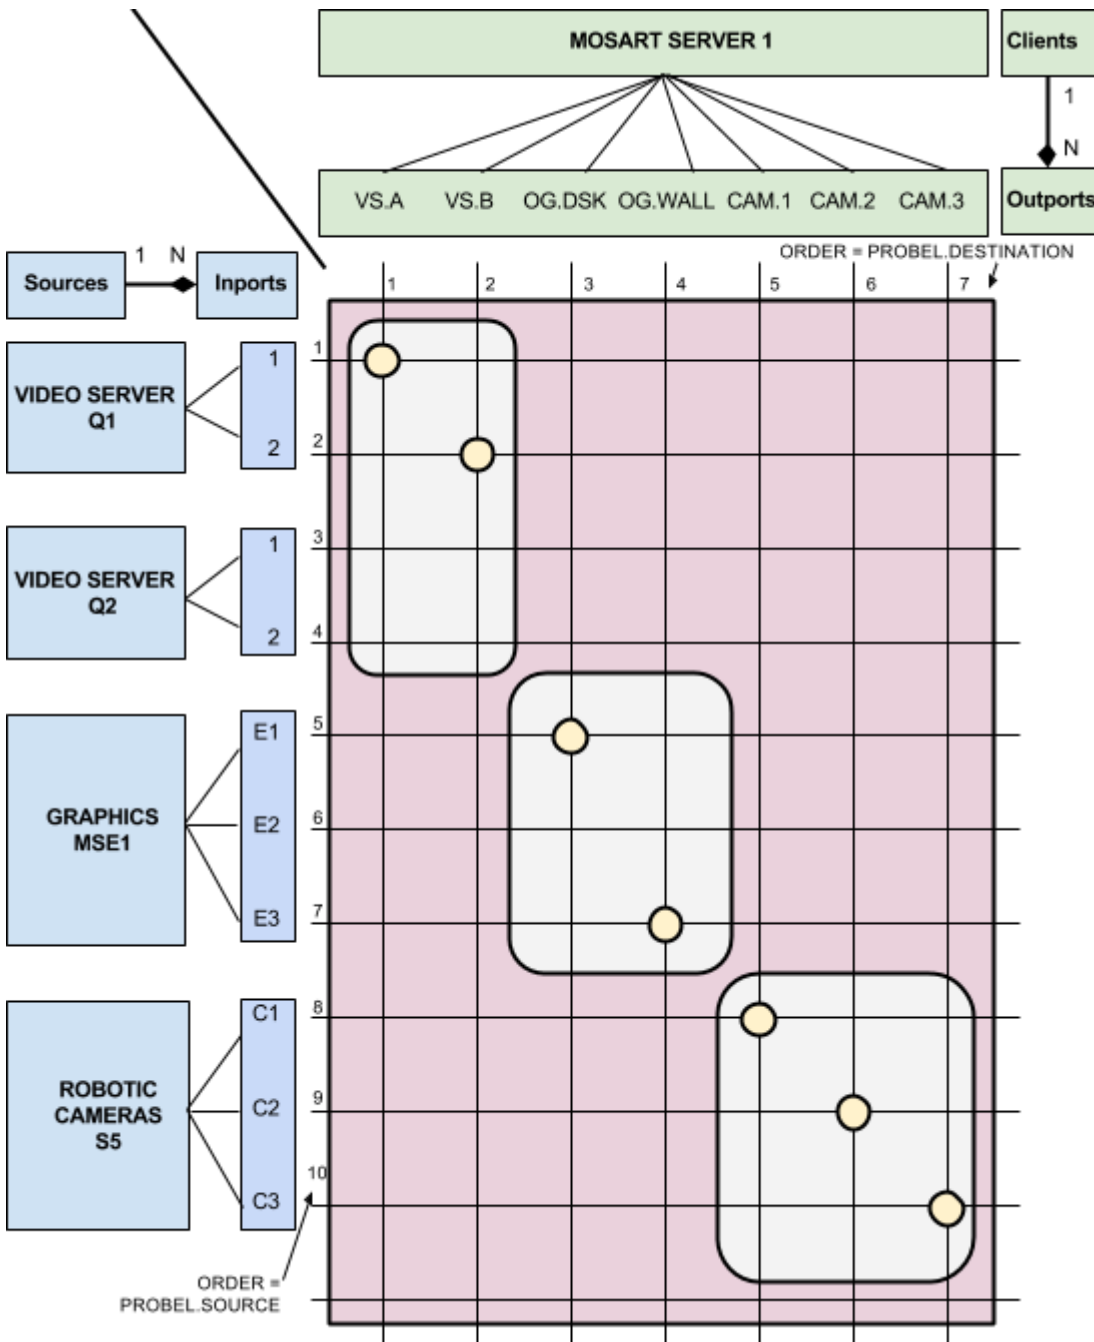 MOSART SERVER 1
Clients
1
N
VS.A VS.B OG.DSK OG.WALL CAM.1 CAM.2 CAM.3
Outports
ORDER = PROBEL.DESTINATION
Sources
1 N
Inports
1 2 3 4 5 6 7
VIDEO SERVER
Q1
1
2
1
2
VIDEO SERVER
Q2
1
2
3
4
GRAPHICS
MSE1
E1
E2
E3
5
6
7
ROBOTIC
CAMERAS
S5
C1
C2
C3
8
9
10
ORDER =
PROBEL.SOURCE